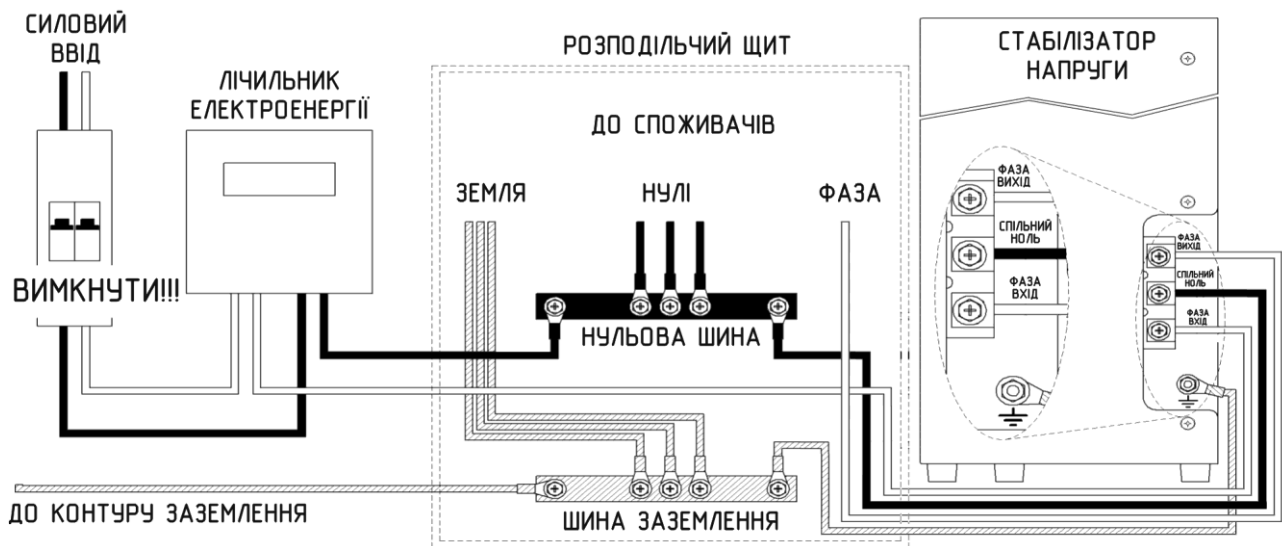 СИЛОВИЙ
ВВІД
ЛІЧИЛЬНИК
ЕЛЕКТРОЕНЕРГІЇ
ВИМКНУТИ!!!
РОЗПОДІЛЬЧИЙ ЩИТ
ДО СПОЖИВАЧІВ
ЗЕМЛЯ
НУЛІ
ФАЗА
НУЛЬОВА ШИНА
ШИНА ЗАЗЕМЛЕННЯ
ДО КОНТУРУ ЗАЗЕМЛЕННЯ
СТАБІЛІЗАТОР
НАПРУГИ
ФАЗА
ВИХІД
СПІЛЬНИЙ
НОЛЬ
ФАЗА
ВХІД
ФАЗА
ВИХІД
СПІЛЬНИЙ
НОЛЬ
ФАЗА
ВХІД